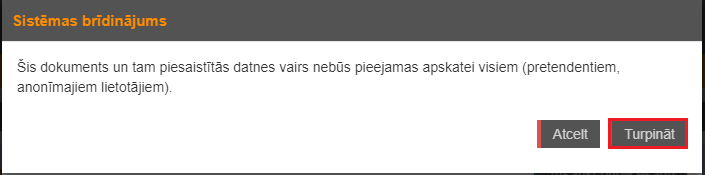 Sistēmas brīdinājums
Šis dokuments un tam piesaistītās datnes vairs nebūs pieejamas apskatei visiem (pretendentiem,
anonīmajiem lietotājiem).
Atcelt
Turpināt